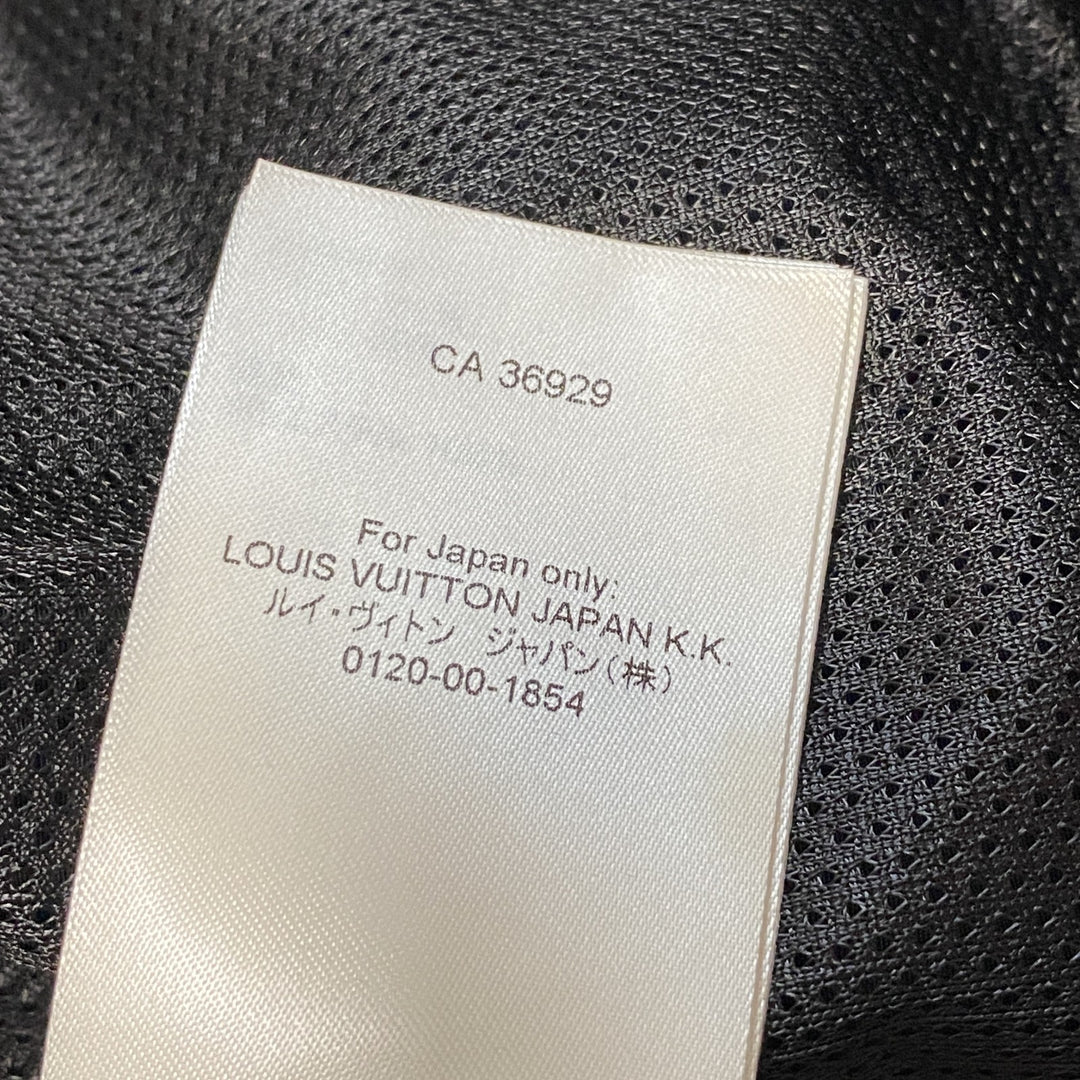 CA 36929
For Japan only:
LOUIS VUITTON JAPAN K.K.
ルイ・ヴィトン ジャパン(株)
0120-00-1854